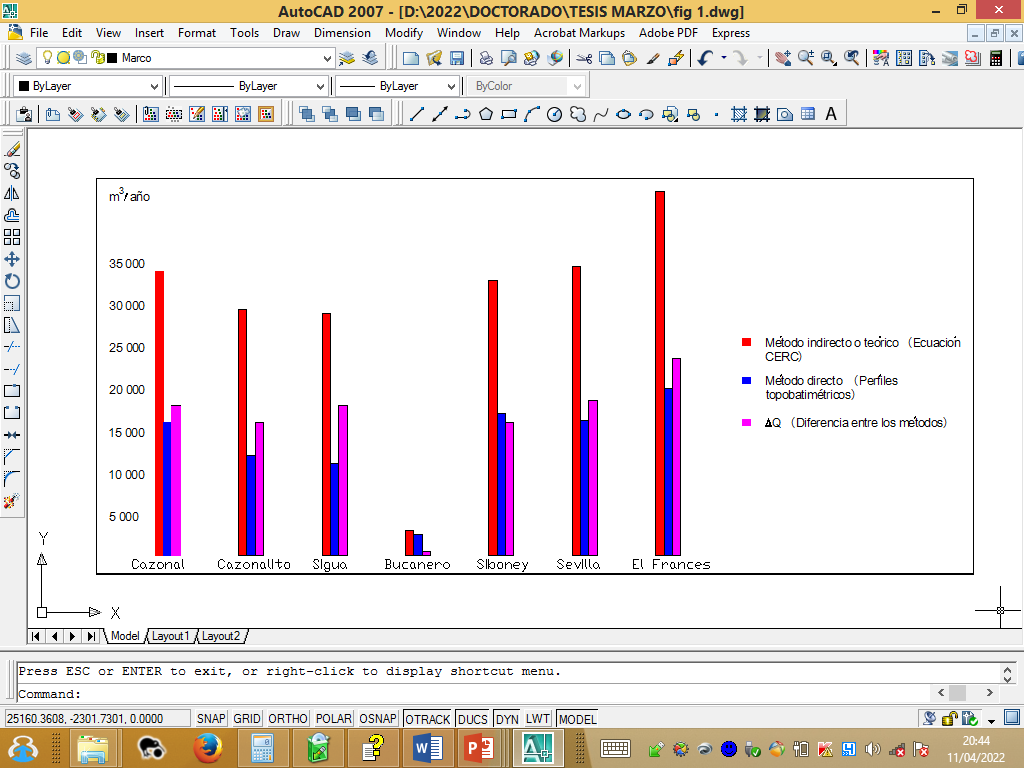 AutoCAD 2007 - [D:\2022\DOCTORADO\TESIS MARZO\fig 1.dwg]
File Edit View Insert Format Tools Draw Dimension Modify Window Help Acrobat Markups Adobe PDF Express
Marco
ByLayer ByLayer ByLayer ByColor
A
m³/año
35 000
30 000
25 000
20 000
15 000
10 000
5 000
Cazonal Cazonalito Sigua Bucanero Siboney Sevilla El Frances
Método indirecto o teórico (Ecuación
CERC)
Método directo (Perfiles
topobatimétricos)
ΔQ (Diferencia entre los métodos)
Y
X
Model Layout1 Layout2
Press ESC or ENTER to exit, or right-click to display shortcut menu.
Command:
25160.3608, -2301.7301, 0.0000 SNAP GRID ORTHO POLAR OSNAP OTRACK DUCS DYN LWT MODEL
20:44
11/04/2022